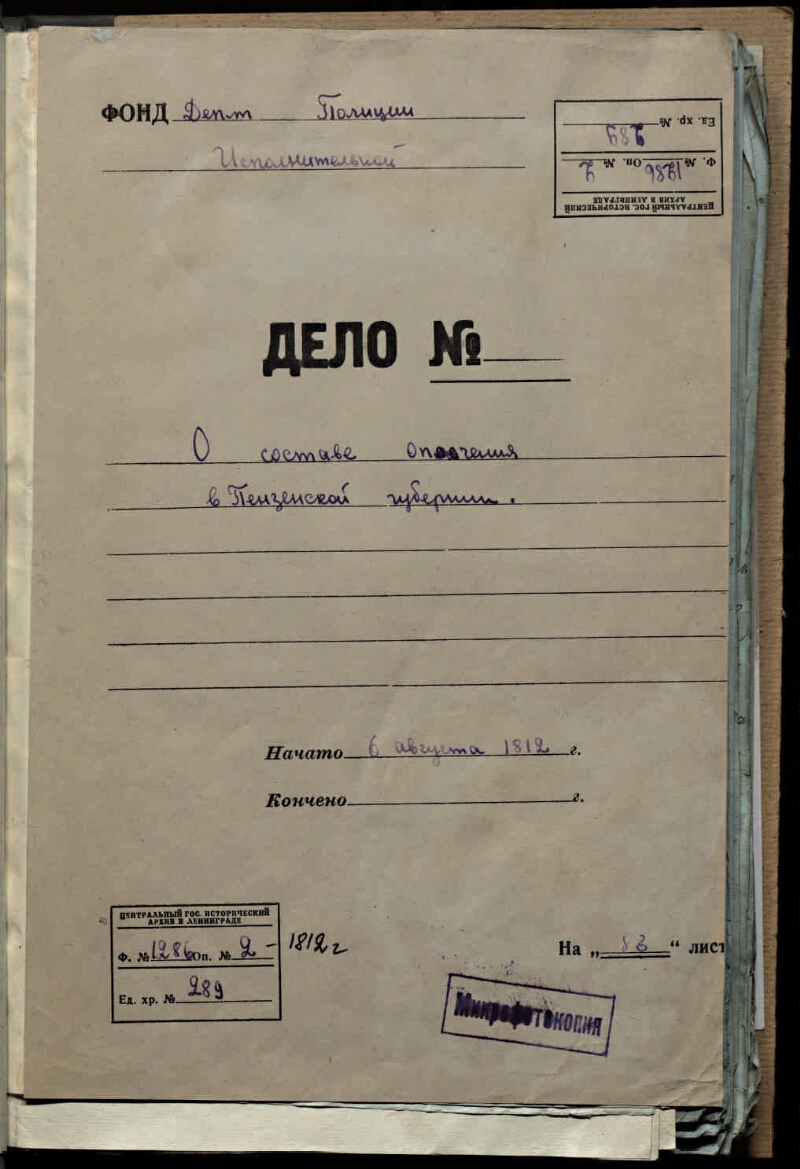 ФОНД Деп-т Полиции
Исполнительной
Ед. хр. № 289
Ф. № 1286 Оп. № 2
ЦЕНТРАЛЬНЫЙ ГОС. ИСТОРИЧЕСКИЙ
АРХИВ В ЛЕНИНГРАДЕ
ДЕЛО №
О составе ополчения
в Пензенской губернии.
Начато 6 августа 1812 г.
Кончено г.
ЦЕНТРАЛЬНЫЙ ГОС. ИСТОРИЧЕСКИЙ
АРХИВ В ЛЕНИНГРАДЕ
Ф. № 1286 Оп. № 2 - 1812 г
Ед. хр. № 289
На „ 83 “ лист
Микрофотокопия